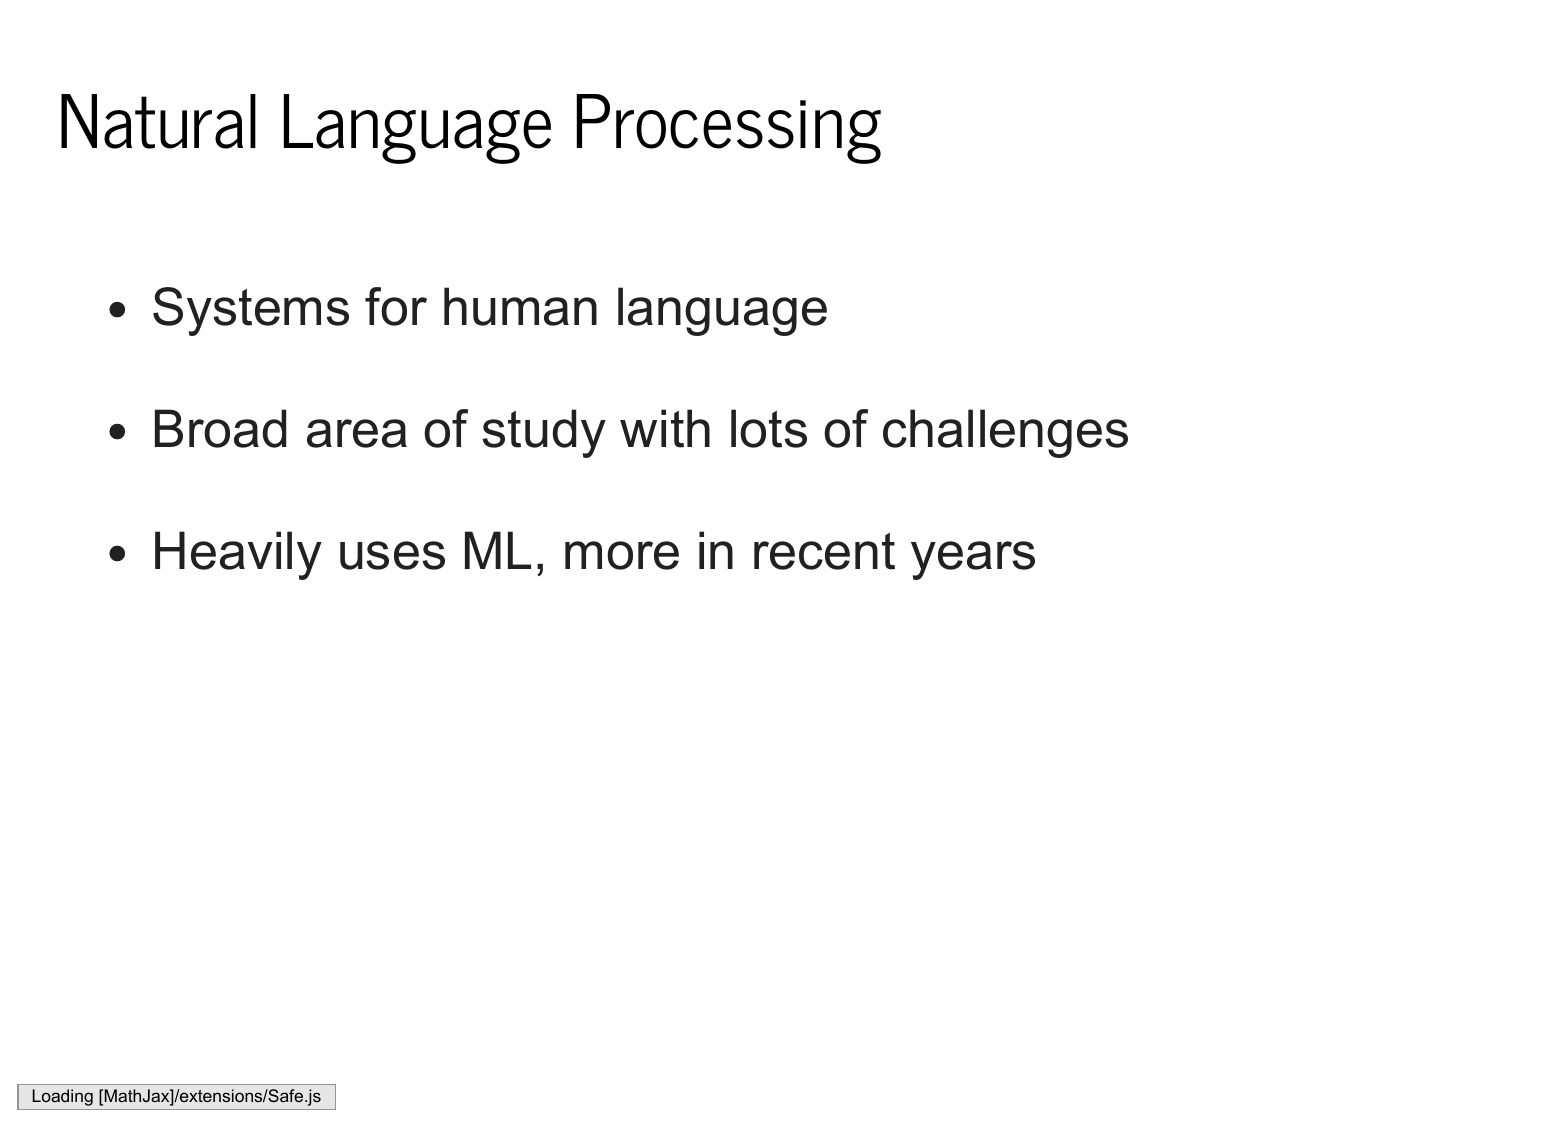 Natural Language Processing
Systems for human language
Broad area of study with lots of challenges
Heavily uses ML, more in recent years
Loading [MathJax]/extensions/Safe.js